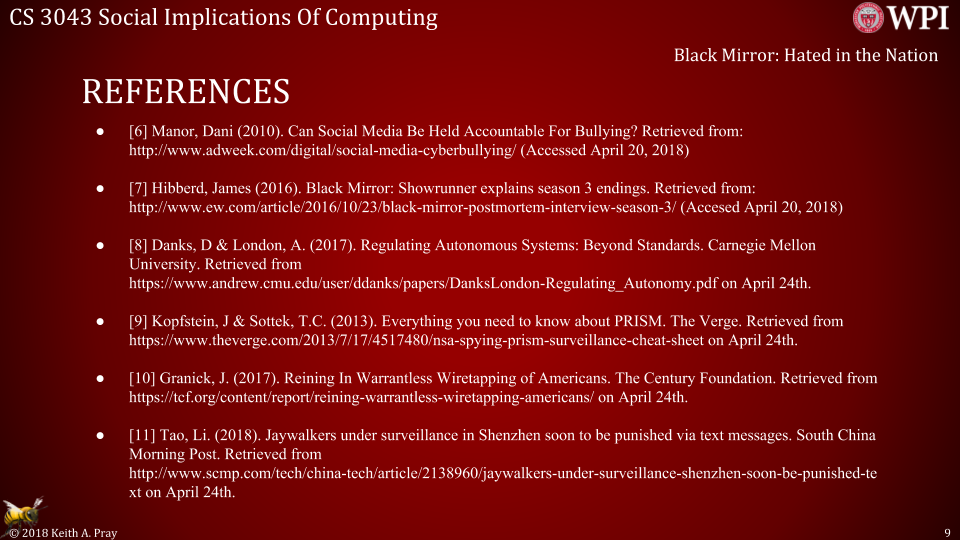 CS 3043 Social Implications Of Computing
WPI
Black Mirror: Hated in the Nation
REFERENCES
● [6] Manor, Dani (2010). Can Social Media Be Held Accountable For Bullying? Retrieved from:
http://www.adweek.com/digital/social-media-cyberbullying/ (Accessed April 20, 2018)
● [7] Hibberd, James (2016). Black Mirror: Showrunner explains season 3 endings. Retrieved from:
http://www.ew.com/article/2016/10/23/black-mirror-postmortem-interview-season-3/ (Accesed April 20, 2018)
● [8] Danks, D & London, A. (2017). Regulating Autonomous Systems: Beyond Standards. Carnegie Mellon
University. Retrieved from
https://www.andrew.cmu.edu/user/ddanks/papers/DanksLondon-Regulating_Autonomy.pdf on April 24th.
● [9] Kopfstein, J & Sottek, T.C. (2013). Everything you need to know about PRISM. The Verge. Retrieved from
https://www.theverge.com/2013/7/17/4517480/nsa-spying-prism-surveillance-cheat-sheet on April 24th.
● [10] Granick, J. (2017). Reining In Warrantless Wiretapping of Americans. The Century Foundation. Retrieved from
https://tcf.org/content/report/reining-warrantless-wiretapping-americans/ on April 24th.
● [11] Tao, Li. (2018). Jaywalkers under surveillance in Shenzhen soon to be punished via text messages. South China
Morning Post. Retrieved from
http://www.scmp.com/tech/china-tech/article/2138960/jaywalkers-under-surveillance-shenzhen-soon-be-punished-te
xt on April 24th.
© 2018 Keith A. Pray
9